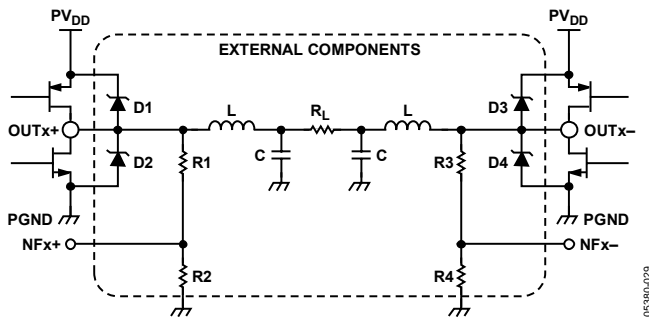 PVDD
PVDD
EXTERNAL COMPONENTS
D1
D3
L
RL
L
OUTx+
OUTx–
D2
R1
C
C
R3
D4
PGND
PGND
NFx+
NFx–
R2
R4
05380-029